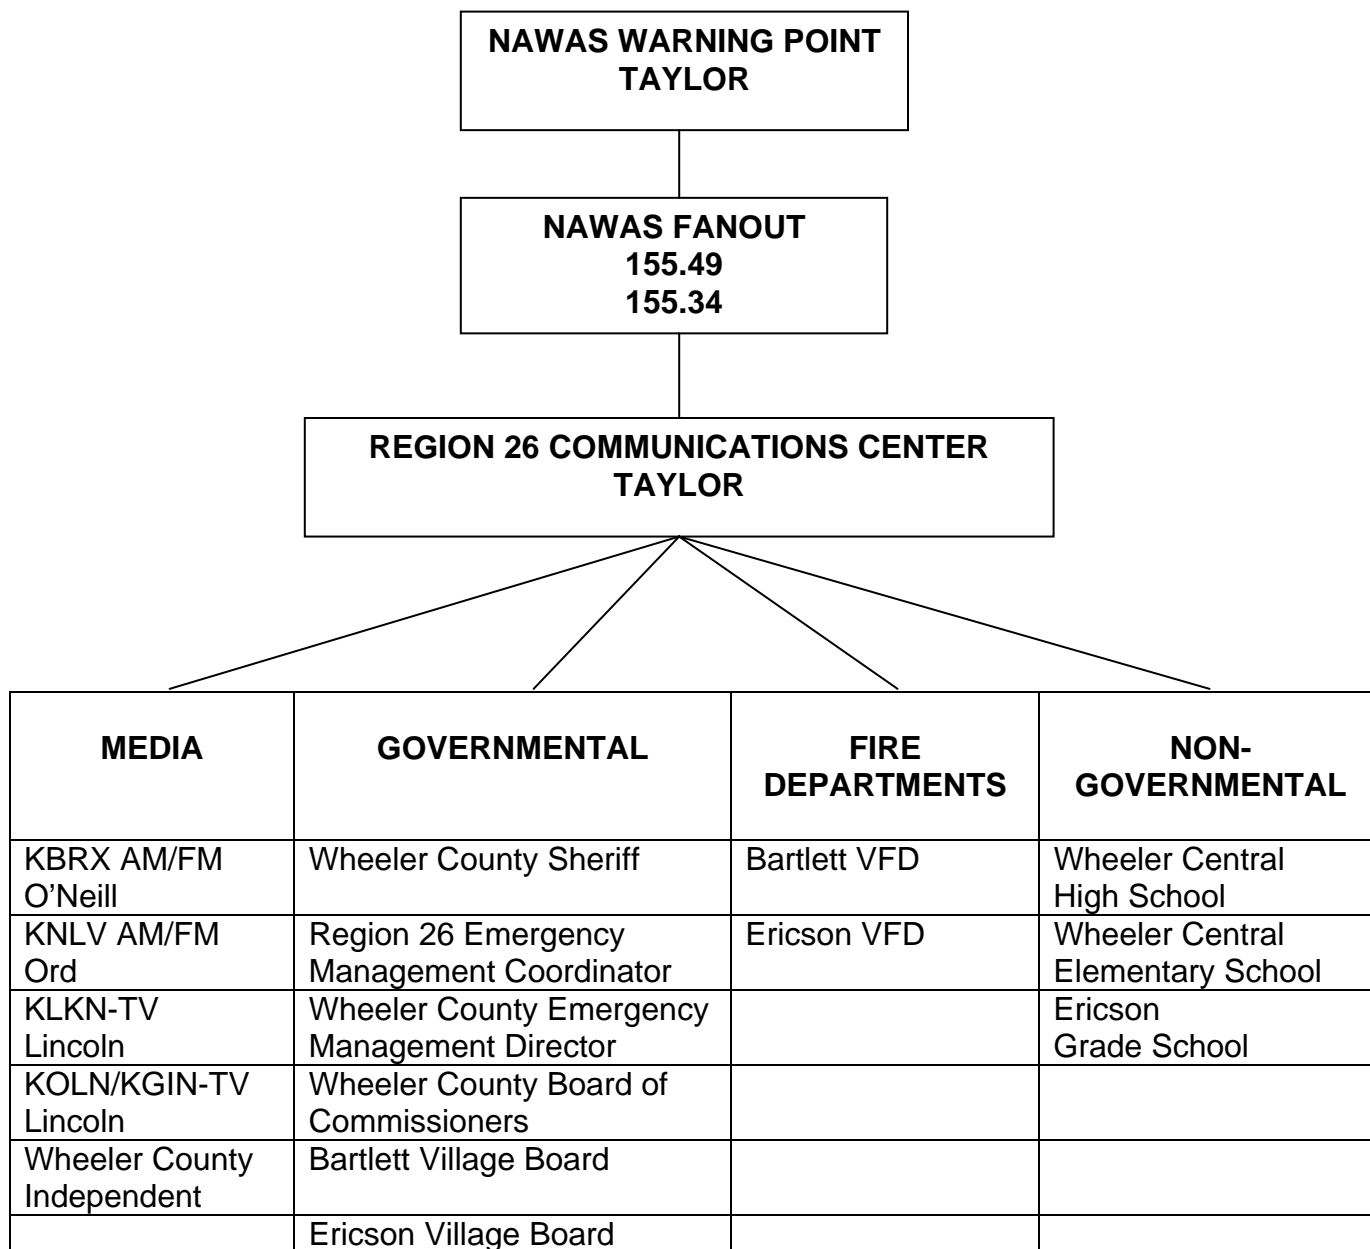 NAWAS WARNING POINT
TAYLOR
NAWAS FANOUT
155.49
155.34
REGION 26 COMMUNICATIONS CENTER
TAYLOR
MEDIA
GOVERNMENTAL
FIRE
DEPARTMENTS
NON-
GOVERNMENTAL
KBRX AM/FM
O’Neill
Wheeler County Sheriff
Bartlett VFD
Wheeler Central
High School
KNLV AM/FM
Ord
Region 26 Emergency
Management Coordinator
Ericson VFD
Wheeler Central
Elementary School
KLKN-TV
Lincoln
Wheeler County Emergency
Management Director
Ericson
Grade School
KOLN/KGIN-TV
Lincoln
Wheeler County Board of
Commissioners
Wheeler County
Independent
Bartlett Village Board
Ericson Village Board